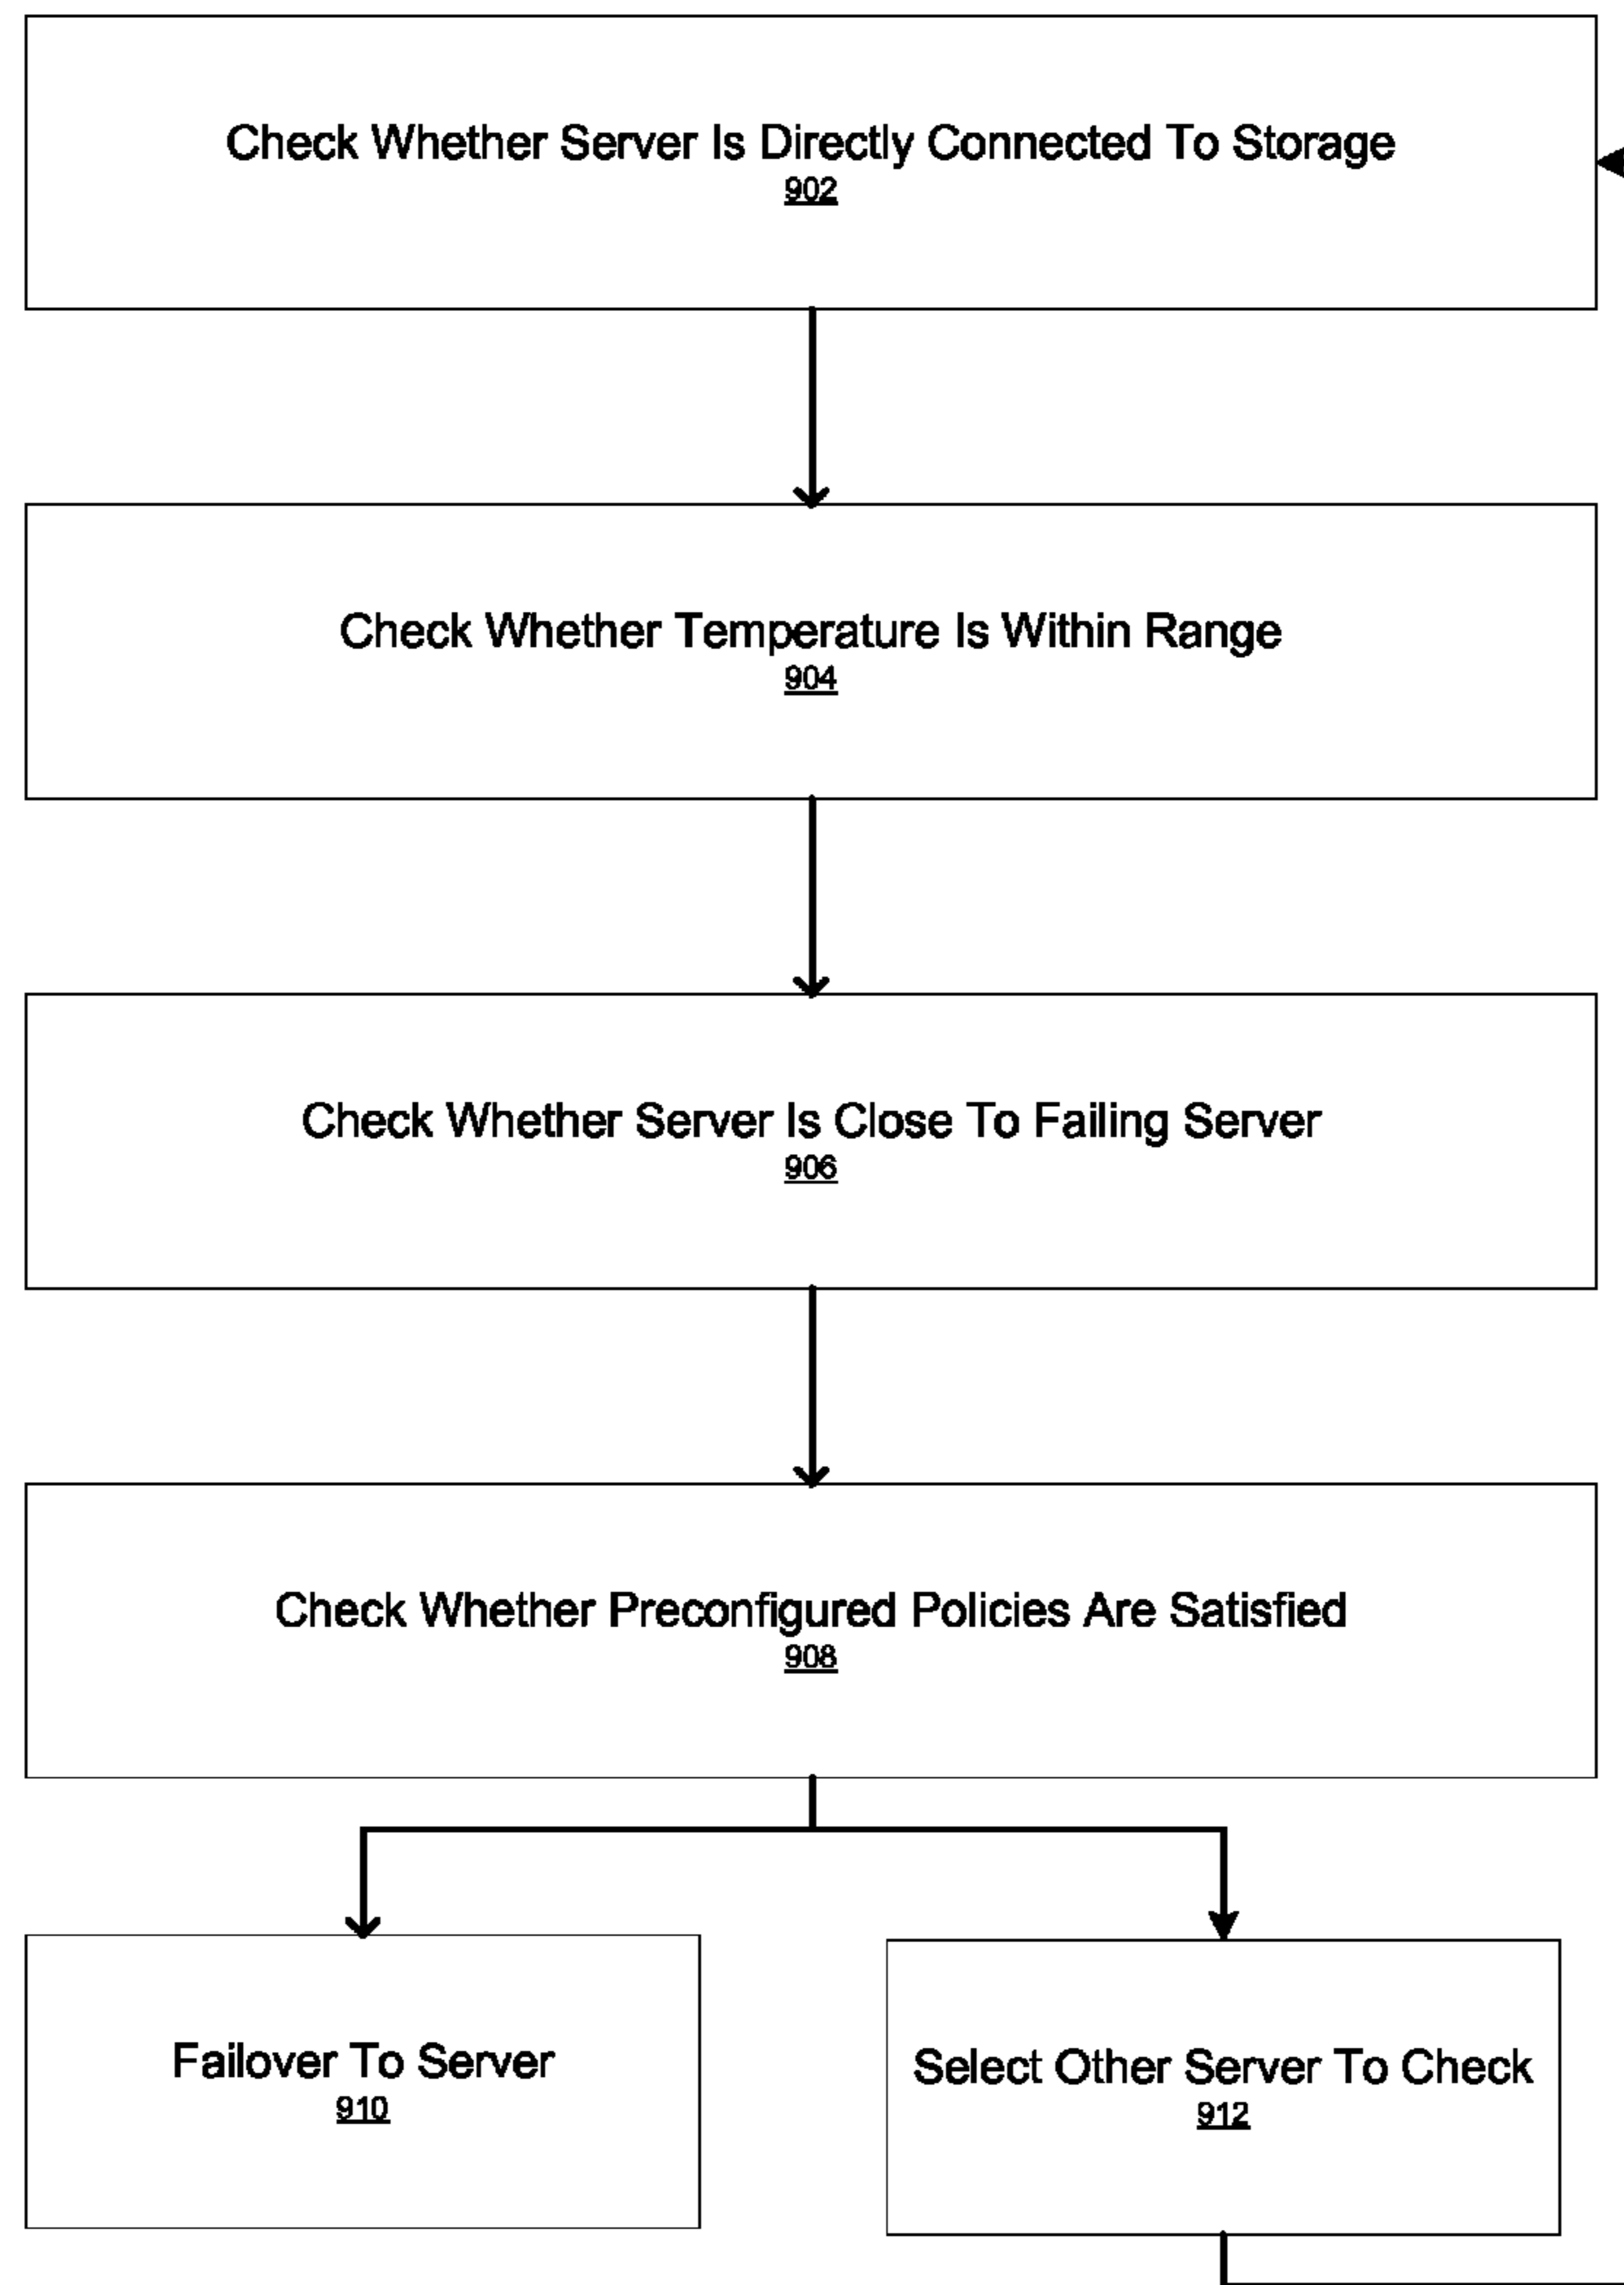 Check Whether Server Is Directly Connected To Storage
902
Check Whether Temperature Is Within Range
904
Check Whether Server Is Close To Failing Server
906
Check Whether Preconfigured Policies Are Satisfied
908
Failover To Server
910
Select Other Server To Check
912